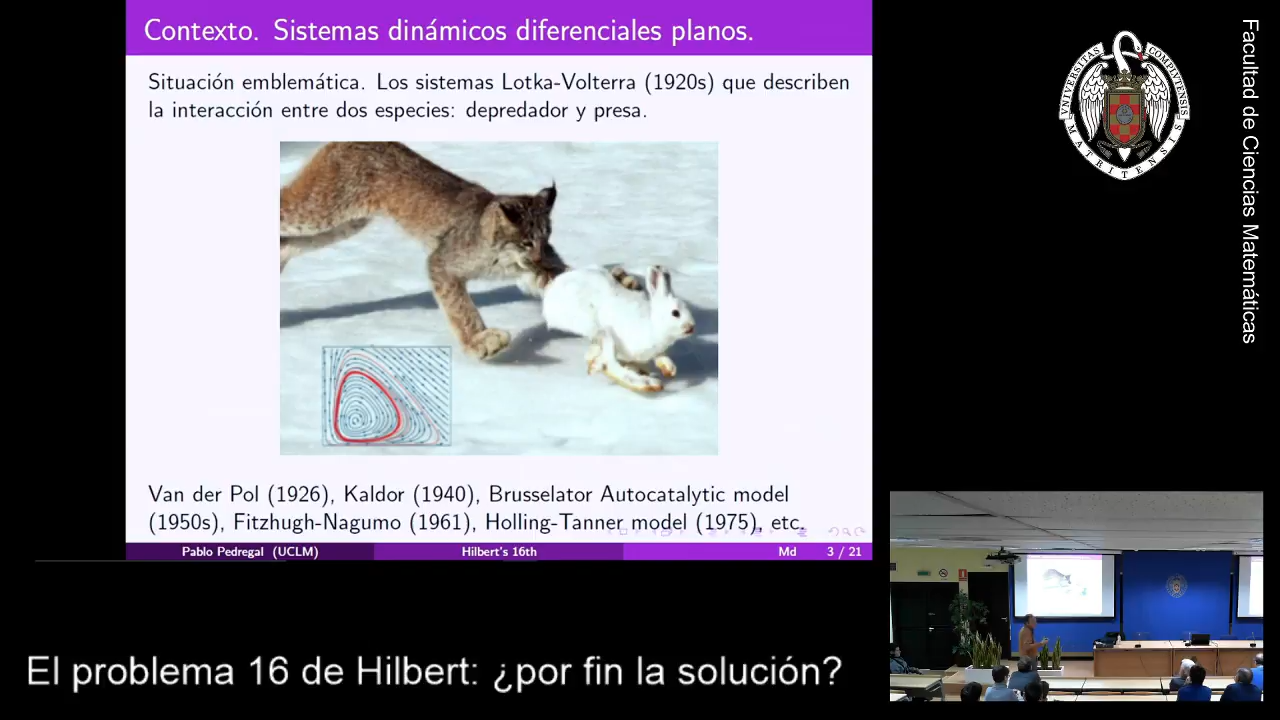 Contexto. Sistemas dinámicos diferenciales planos.
Situación emblemática. Los sistemas Lotka-Volterra (1920s) que describen
la interacción entre dos especies: depredador y presa.
Van der Pol (1926), Kaldor (1940), Brusselator Autocatalytic model
(1950s), Fitzhugh-Nagumo (1961), Holling-Tanner model (1975), etc.
Pablo Pedregal (UCLM)
Hilbert's 16th
Md
3 / 21
UNIVERSITAS COMPLUTENSIS
MATRITENSIS
Facultad de Ciencias Matemáticas
El problema 16 de Hilbert: ¿por fin la solución?